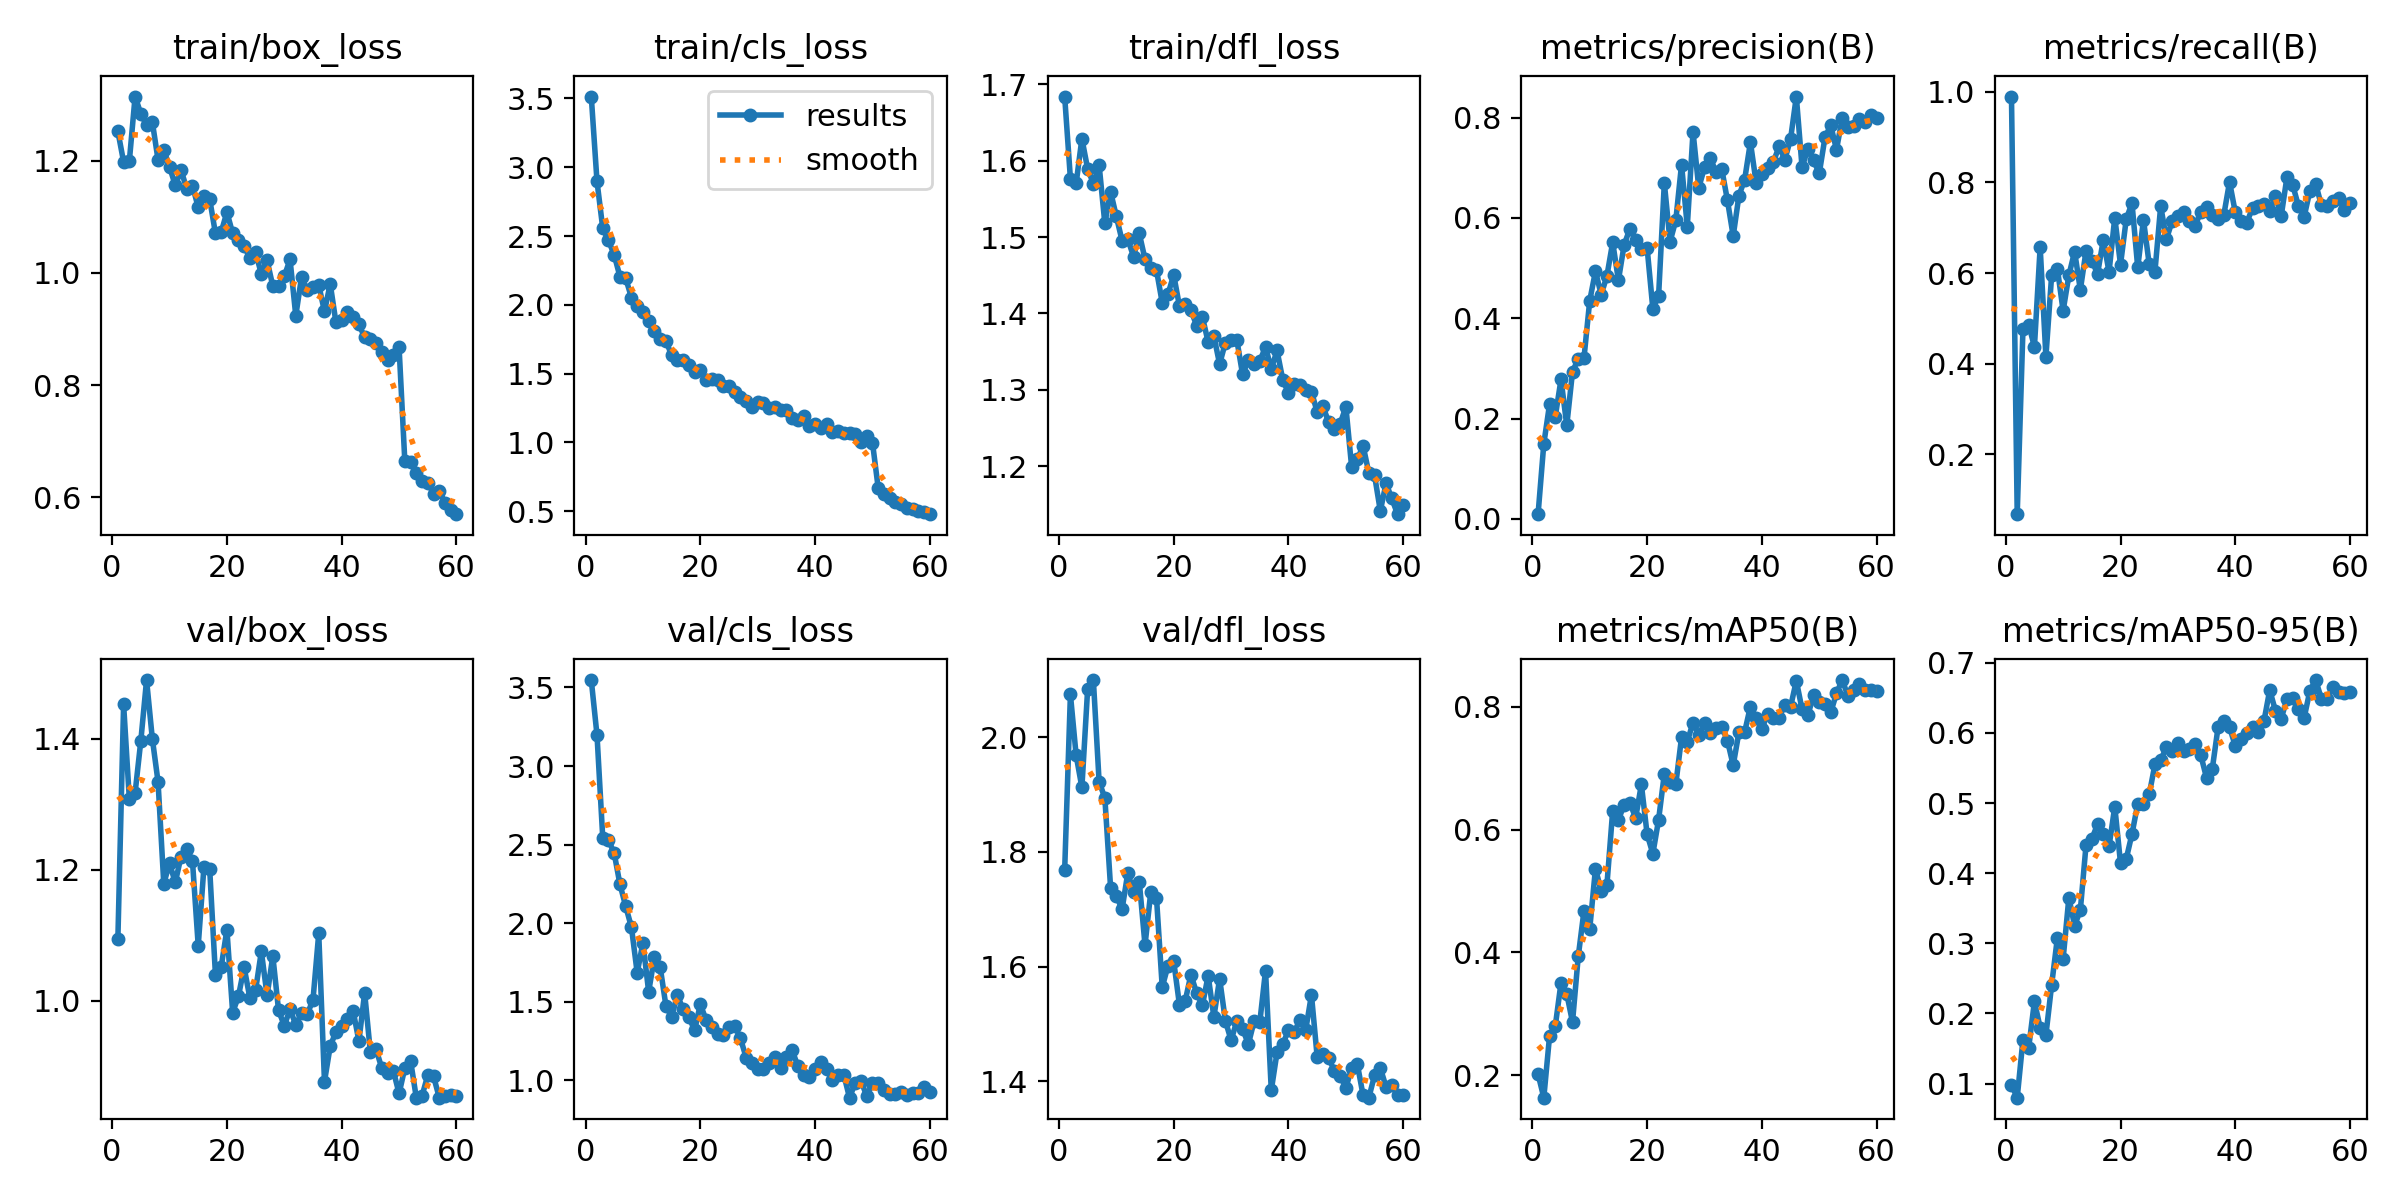 train/box_loss
1.2
1.0
0.8
0.6
0 20 40 60
train/cls_loss
results
smooth
3.5
3.0
2.5
2.0
1.5
1.0
0.5
0 20 40 60
train/dfl_loss
1.7
1.6
1.5
1.4
1.3
1.2
0 20 40 60
metrics/precision(B)
0.8
0.6
0.4
0.2
0.0
0 20 40 60
metrics/recall(B)
1.0
0.8
0.6
0.4
0.2
0 20 40 60
val/box_loss
1.4
1.2
1.0
0 20 40 60
val/cls_loss
3.5
3.0
2.5
2.0
1.5
1.0
0 20 40 60
val/dfl_loss
2.0
1.8
1.6
1.4
0 20 40 60
metrics/mAP50(B)
0.8
0.6
0.4
0.2
0 20 40 60
metrics/mAP50-95(B)
0.7
0.6
0.5
0.4
0.3
0.2
0.1
0 20 40 60